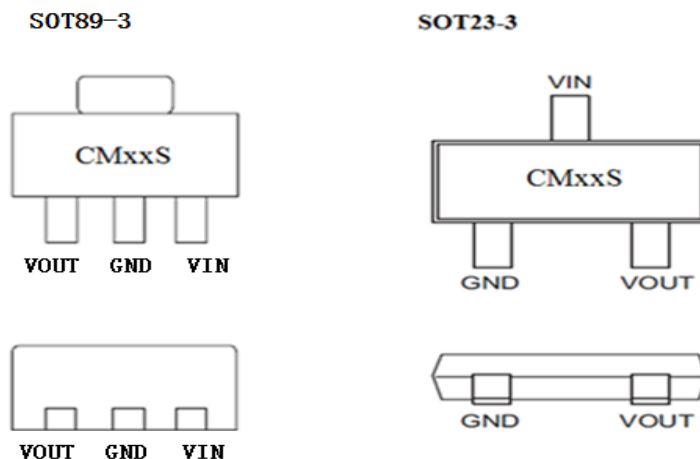 SOT89-3
CMxxS
VOUT GND VIN
VOUT GND VIN
SOT23-3
VIN
CMxxS
GND VOUT
GND VOUT